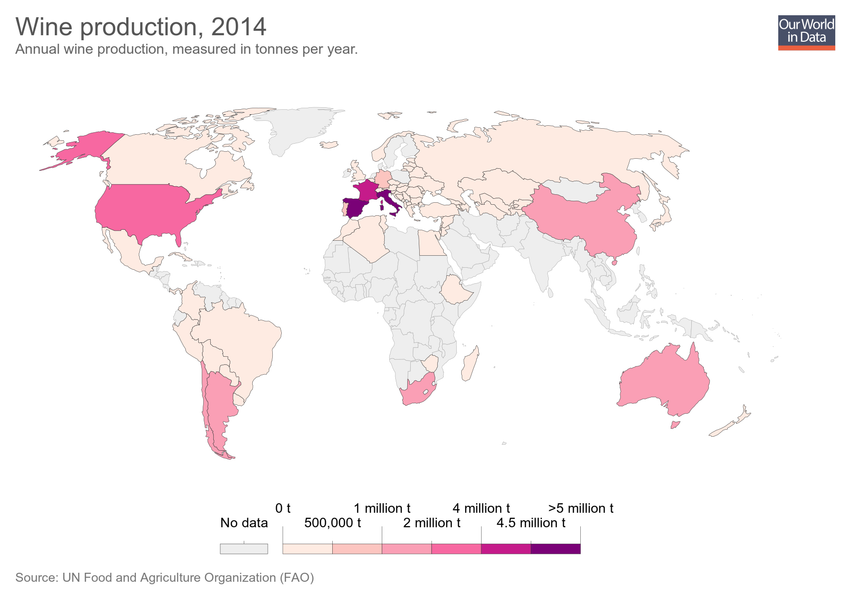 Wine production, 2014
Annual wine production, measured in tonnes per year.
Our World
in Data
0 t 1 million t 4 million t >5 million t
No data 500,000 t 2 million t 4.5 million t
Source: UN Food and Agriculture Organization (FAO)